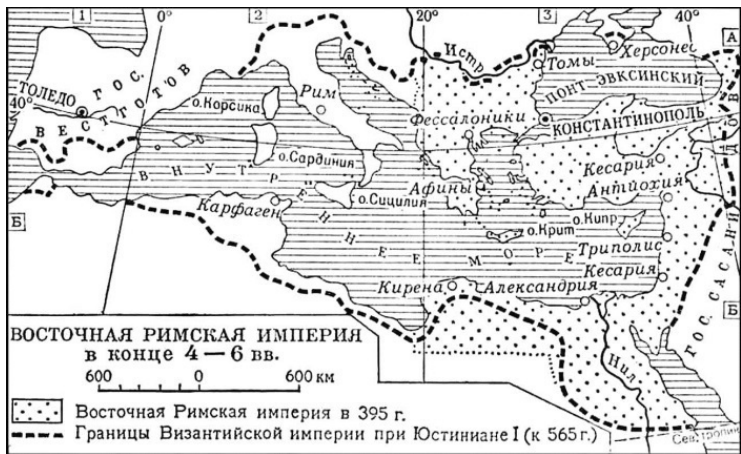 1 0° 2 20° 3 40°
А
Истр
Херсонес
Томы
ПОНТ ЭВКСИНСКИЙ
ТОЛЕДО
ГОС.
ВЕСТГОТОВ
40°
о.Корсика
Рим
Фессалоники
КОНСТАНТИНОПОЛЬ
о.Сардиния
Кесария
Антиохия
Афины
Б
Карфаген
о.Сицилия
о.Крит
о.Кипр
ВНУТРЕННЕЕ МОРЕ
Триполис
Кесария
Кирена
Александрия
Б
ГОС. САСАНИДОВ
Нил
ВОСТОЧНАЯ РИМСКАЯ ИМПЕРИЯ
в конце 4—6 вв.
600 0 600 км
Восточная Римская империя в 395 г.
Границы Византийской империи при Юстиниане I (к 565 г.)